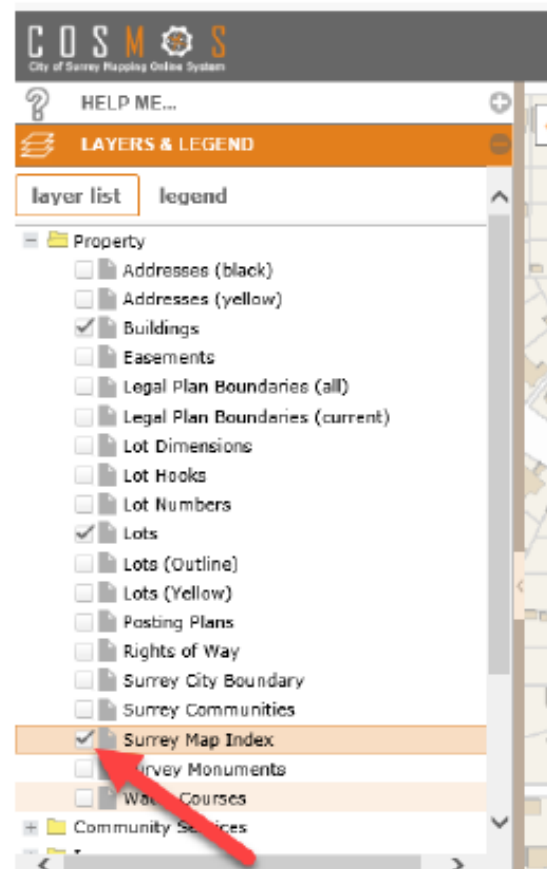 COSMOS
City of Surrey Mapping Online System
HELP ME...
LAYERS & LEGEND
layer list legend
Property
Addresses (black)
Addresses (yellow)
Buildings
Easements
Legal Plan Boundaries (all)
Legal Plan Boundaries (current)
Lot Dimensions
Lot Hooks
Lot Numbers
Lots
Lots (Outline)
Lots (Yellow)
Posting Plans
Rights of Way
Surrey City Boundary
Surrey Communities
Surrey Map Index
Monuments
Courses
Community